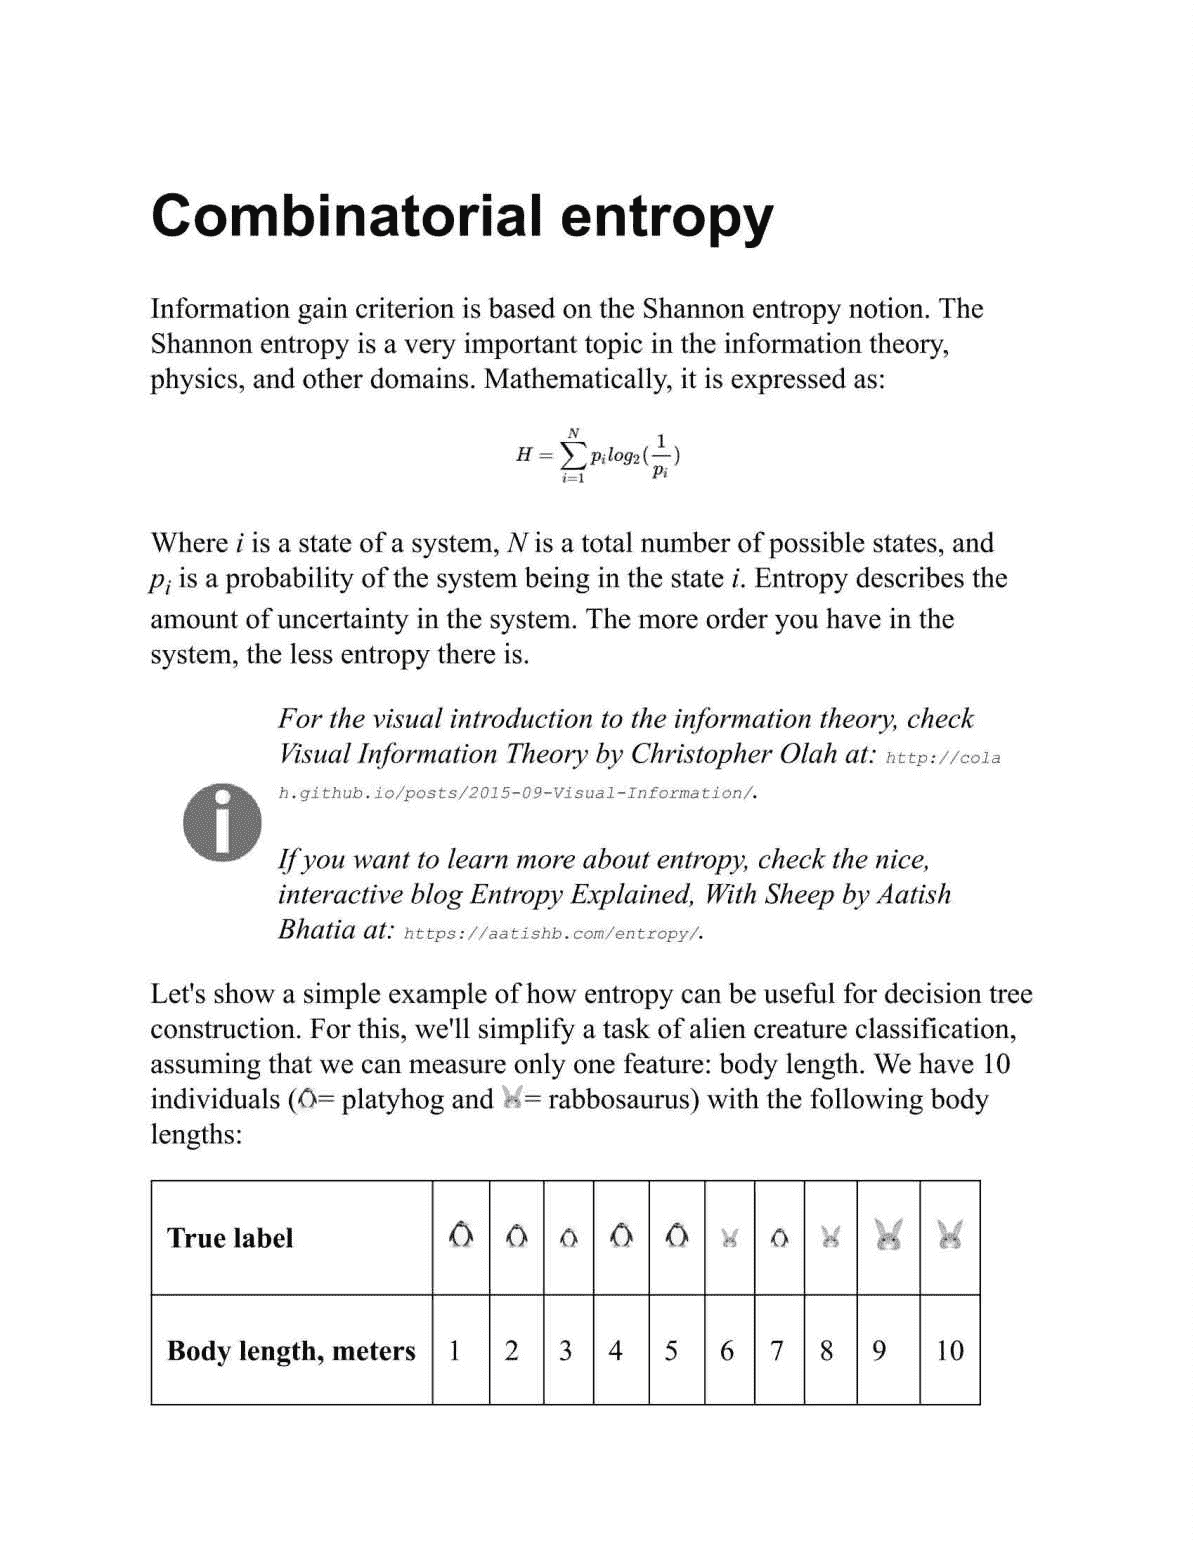 Combinatorial entropy
Information gain criterion is based on the Shannon entropy notion. The
Shannon entropy is a very important topic in the information theory,
physics, and other domains. Mathematically, it is expressed as:
H = ∑_{i=1}^{N} p_i log_2(1/p_i)
Where i is a state of a system, N is a total number of possible states, and
p_i is a probability of the system being in the state i. Entropy describes the
amount of uncertainty in the system. The more order you have in the
system, the less entropy there is.
For the visual introduction to the information theory, check
Visual Information Theory by Christopher Olah at: http://cola
h.github.io/posts/2015-09-Visual-Information/.
If you want to learn more about entropy, check the nice,
interactive blog Entropy Explained, With Sheep by Aatish
Bhatia at: https://aatishb.com/entropy/.
Let's show a simple example of how entropy can be useful for decision tree
construction. For this, we'll simplify a task of alien creature classification,
assuming that we can measure only one feature: body length. We have 10
individuals (= platyhog and = rabbosaurus) with the following body
lengths:
True label
Body length, meters 1 2 3 4 5 6 7 8 9 10